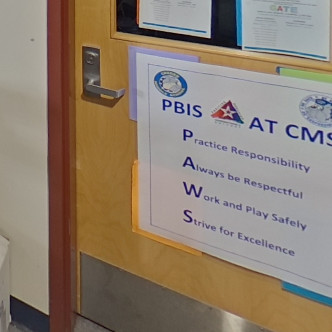 PBIS AT CMS
Practice Responsibility
Always be Respectful
Work and Play Safely
Strive for Excellence